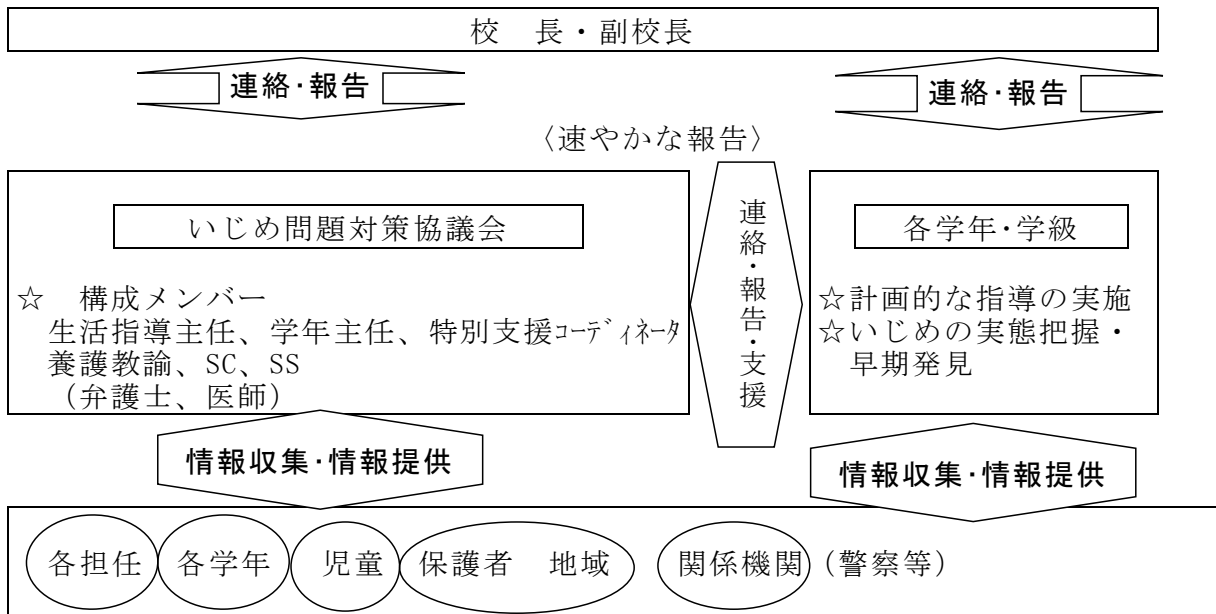 校　長・副校長
連絡・報告
連絡・報告
〈速やかな報告〉
いじめ問題対策協議会
☆　構成メンバー
生活指導主任、学年主任、特別支援ｺｰﾃﾞｨﾈｰﾀ
養護教諭、SC、SS
（弁護士、医師）
連絡・報告・支援
各学年・学級
☆計画的な指導の実施
☆いじめの実態把握・
早期発見
情報収集・情報提供
情報収集・情報提供
各担任　各学年　児童　保護者　地域　関係機関（警察等）